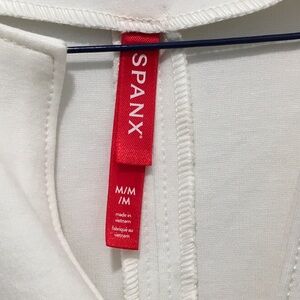 SPANX®
M/M
/M
made in
vietnam
fabriqué au
vietnam